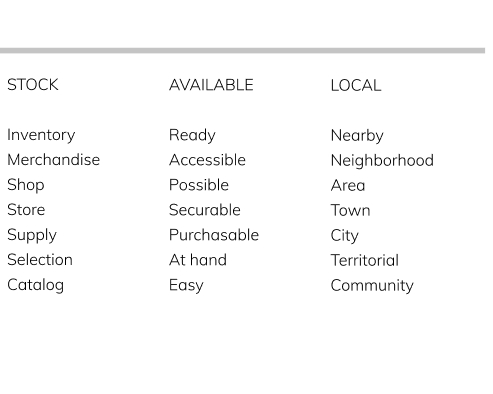 STOCK AVAILABLE LOCAL
Inventory Ready Nearby
Merchandise Accessible Neighborhood
Shop Possible Area
Store Securable Town
Supply Purchasable City
Selection At hand Territorial
Catalog Easy Community